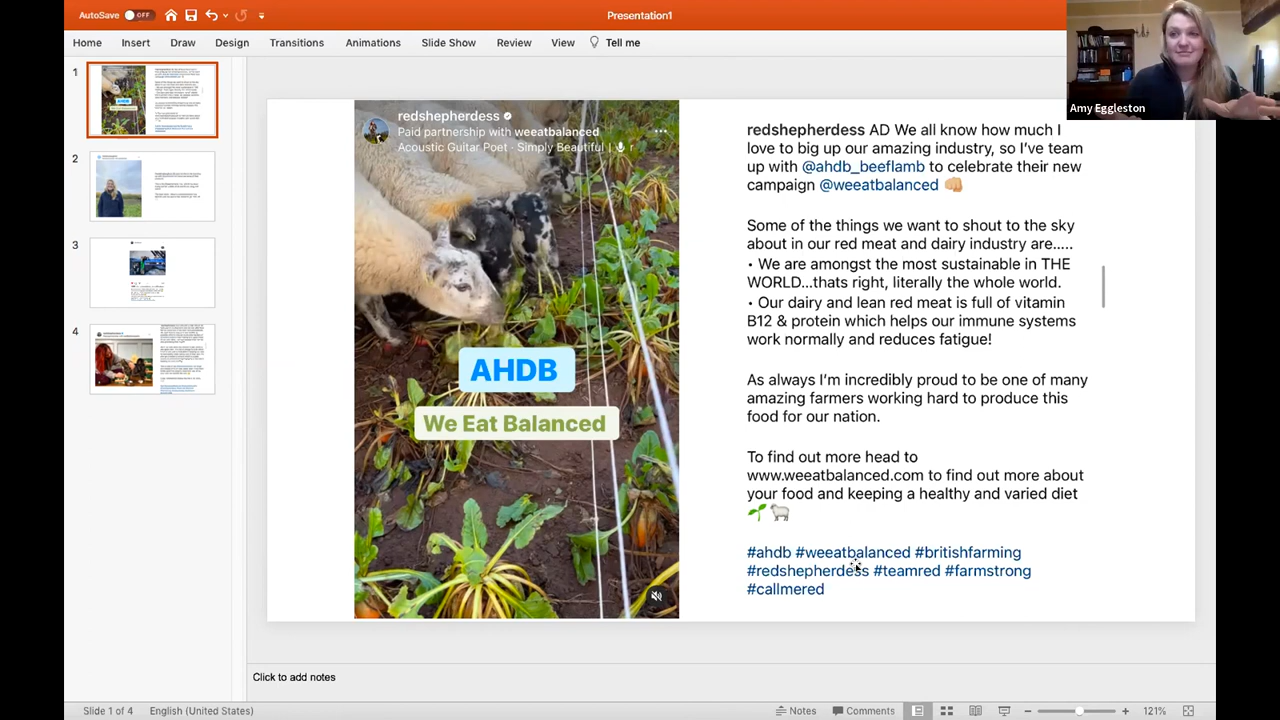 AutoSave OFF
Presentation1
Home Insert Draw Design Transitions Animations Slide Show Review View Tell me
Amy Eggleston
1
2
3
4
redshepherdess
Paid partnership with weeatbalanced
Acoustic Guitar Poet · Simply Beautiful | r
AHDB
We Eat Balanced
redshepherdess AD We all know how much I
love to big up our amazing industry, so I've team
up with @ahdb_beeflamb to celebrate their new
campaign @weeatbalanced
Some of the things we want to shout to the sky
about in our red meat and dairy industry are.....
• We are amongst the most sustainable in THE
WORLD, that's right, literally the whole world.
• Our dairy and lean red meat is full of vitamin
B12 & protein which helps our immune systems
work normally and reduces fatigue!
As always I'm incredibly proud to be one of many
amazing farmers working hard to produce this
food for our nation.
To find out more head to
www.weeatbalanced.com to find out more about
your food and keeping a healthy and varied diet
#ahdb #weeatbalanced #britishfarming
#redshepherdess #teamred #farmstrong
#callmered
Click to add notes
Slide 1 of 4 English (United States)
Notes Comments 121%